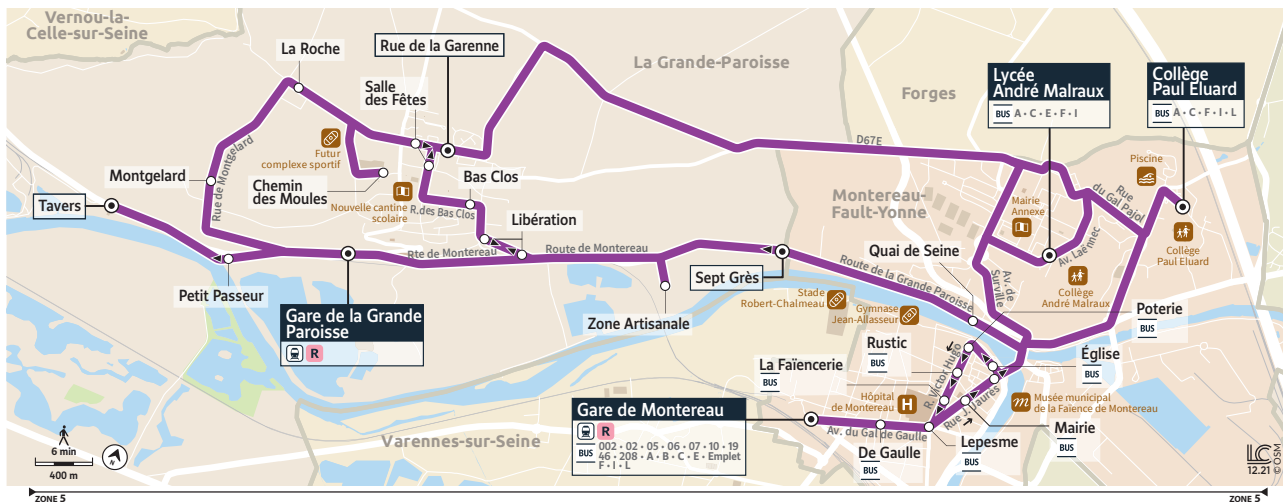 Vernou-la-
Celle-sur-Seine
La Roche
Rue de la Garenne
La Grande-Paroisse
Salle
des Fêtes
Forges
Lycée
André Malraux
BUS A • C • E • F • I
Collège
Paul Eluard
BUS A • C • F • I • L
D67E
Piscine
Futur
complexe sportif
Montgelard
Rue de Montgelard
Chemin
des Moules
Bas Clos
Nouvelle cantine
scolaire
R.des Bas Clos
Tavers
Libération
Montereau-
Fault-Yonne
Mairie
Annexe
Rue
du Gal Pajol
Av. Laënnec
Collège
Paul Eluard
Rte de Montereau
Route de Montereau
Quai de Seine
Petit Passeur
Sept Grès
Route de la Grande Paroisse
Av. de
Surville
Collège
André Malraux
Gare de la Grande
Paroisse
R
Zone Artisanale
Stade
Robert-Chalmeau
Gymnase
Jean-Allasseur
Poterie
BUS
Rustic
BUS
La Faïencerie
BUS
R. Victor Hugo
Église
BUS
Hôpital
de Montereau
H
Rue J. Jaurès
m
Musée municipal
de la Faïence de Montereau
Gare de Montereau
R
BUS 002 • 02 • 05 • 06 • 07 • 10 • 19
46 • 208 • A • B • C • E • Emplet
F • I • L
Av. du Gal de Gaulle
De Gaulle
BUS
Lepesme
BUS
Mairie
BUS
Varennes-sur-Seine
6 min
400 m
N
LC
12.21
© OSM
ZONE 5
ZONE 5